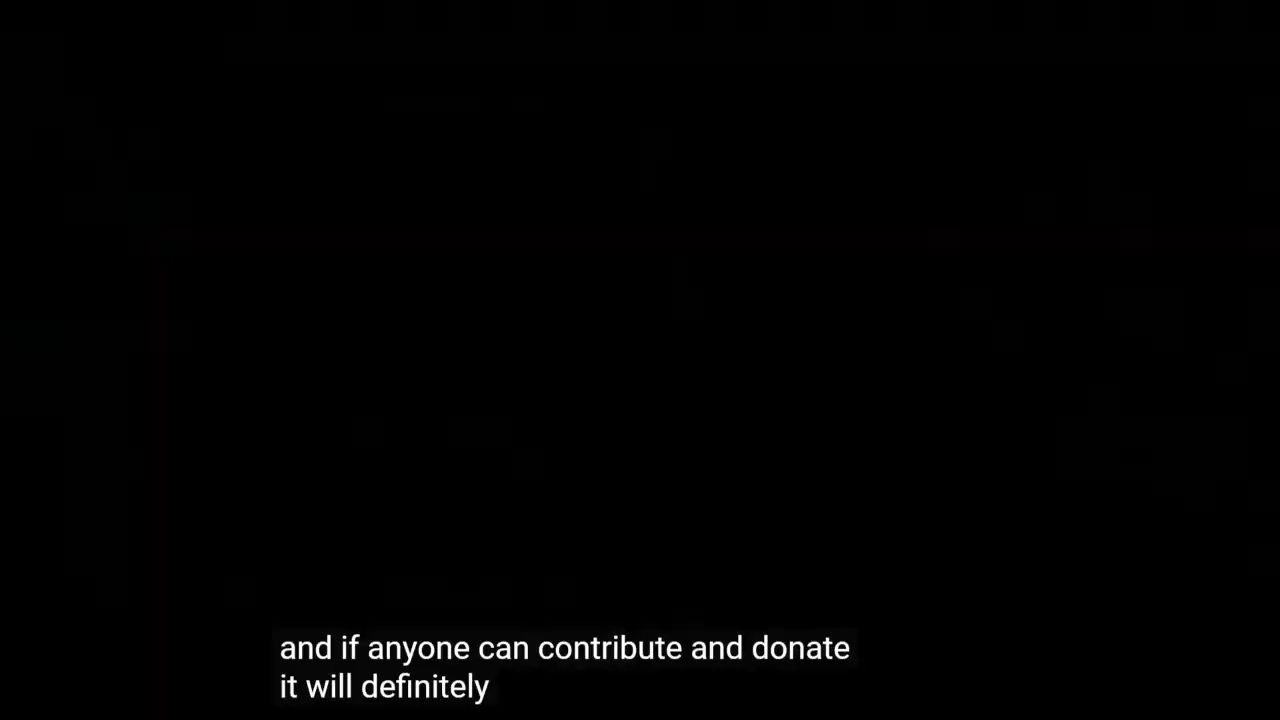 and if anyone can contribute and donate
it will definitely